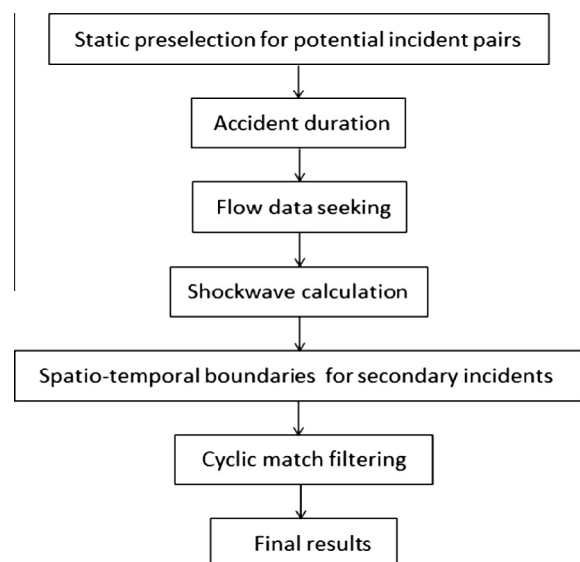 Static preselection for potential incident pairs
Accident duration
Flow data seeking
Shockwave calculation
Spatio-temporal boundaries for secondary incidents
Cyclic match filtering
Final results